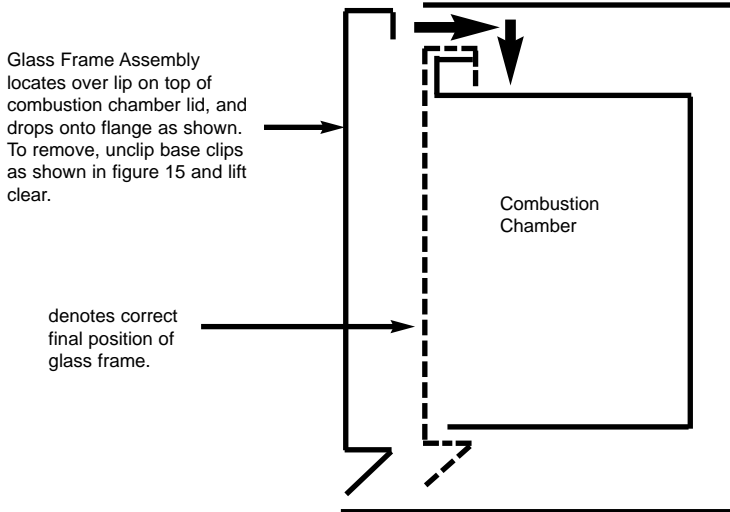 Glass Frame Assembly
locates over lip on top of
combustion chamber lid, and
drops onto flange as shown.
To remove, unclip base clips
as shown in figure 15 and lift
clear.
Combustion
Chamber
denotes correct
final position of
glass frame.